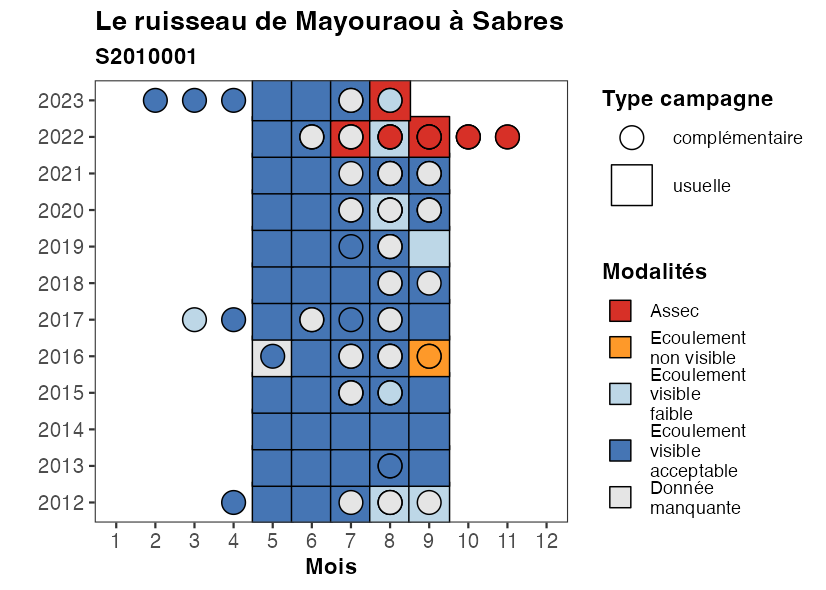 Le ruisseau de Mayouraou à Sabres
S2010001
2023
2022
2021
2020
2019
2018
2017
2016
2015
2014
2013
2012
1 2 3 4 5 6 7 8 9 10 11 12
Mois
Type campagne
complémentaire
usuelle
Modalités
Assec
Ecoulement
non visible
Ecoulement
visible
faible
Ecoulement
visible
acceptable
Donnée
manquante